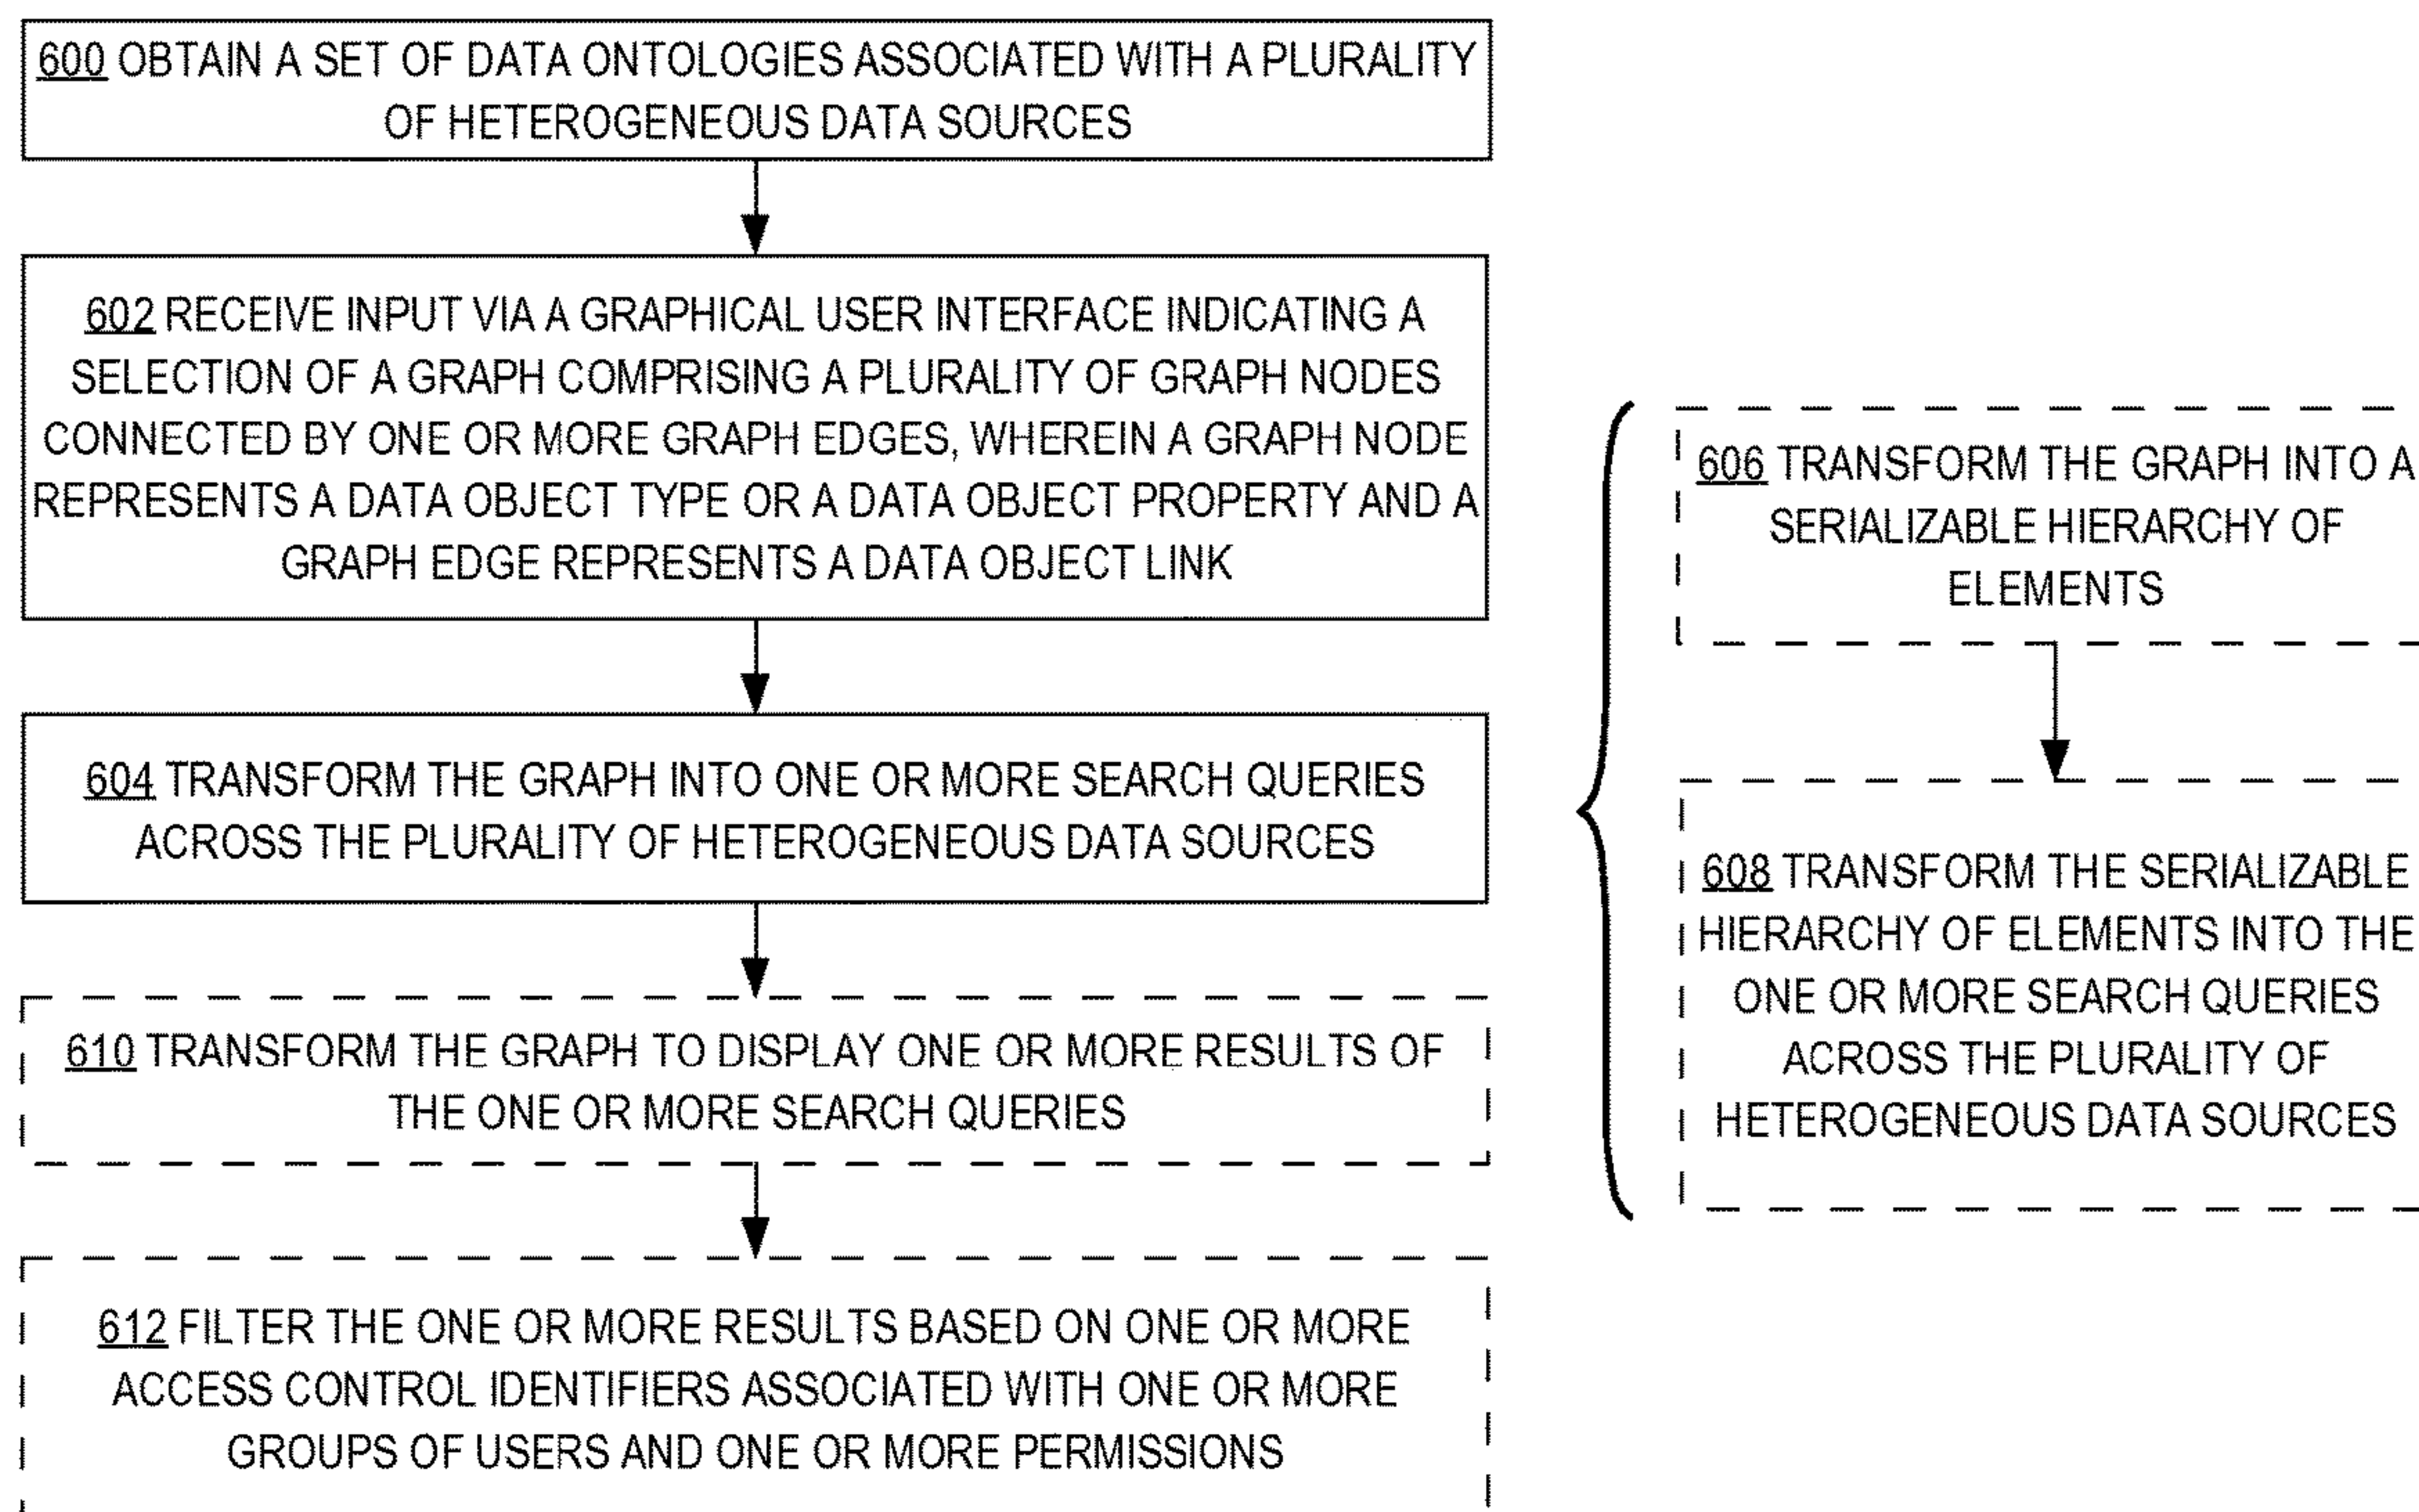 600 OBTAIN A SET OF DATA ONTOLOGIES ASSOCIATED WITH A PLURALITY
OF HETEROGENEOUS DATA SOURCES
602 RECEIVE INPUT VIA A GRAPHICAL USER INTERFACE INDICATING A
SELECTION OF A GRAPH COMPRISING A PLURALITY OF GRAPH NODES
CONNECTED BY ONE OR MORE GRAPH EDGES, WHEREIN A GRAPH NODE
REPRESENTS A DATA OBJECT TYPE OR A DATA OBJECT PROPERTY AND A
GRAPH EDGE REPRESENTS A DATA OBJECT LINK
604 TRANSFORM THE GRAPH INTO ONE OR MORE SEARCH QUERIES
ACROSS THE PLURALITY OF HETEROGENEOUS DATA SOURCES
606 TRANSFORM THE GRAPH INTO A
SERIALIZABLE HIERARCHY OF
ELEMENTS
608 TRANSFORM THE SERIALIZABLE
HIERARCHY OF ELEMENTS INTO THE
ONE OR MORE SEARCH QUERIES
ACROSS THE PLURALITY OF
HETEROGENEOUS DATA SOURCES
610 TRANSFORM THE GRAPH TO DISPLAY ONE OR MORE RESULTS OF
THE ONE OR MORE SEARCH QUERIES
612 FILTER THE ONE OR MORE RESULTS BASED ON ONE OR MORE
ACCESS CONTROL IDENTIFIERS ASSOCIATED WITH ONE OR MORE
GROUPS OF USERS AND ONE OR MORE PERMISSIONS